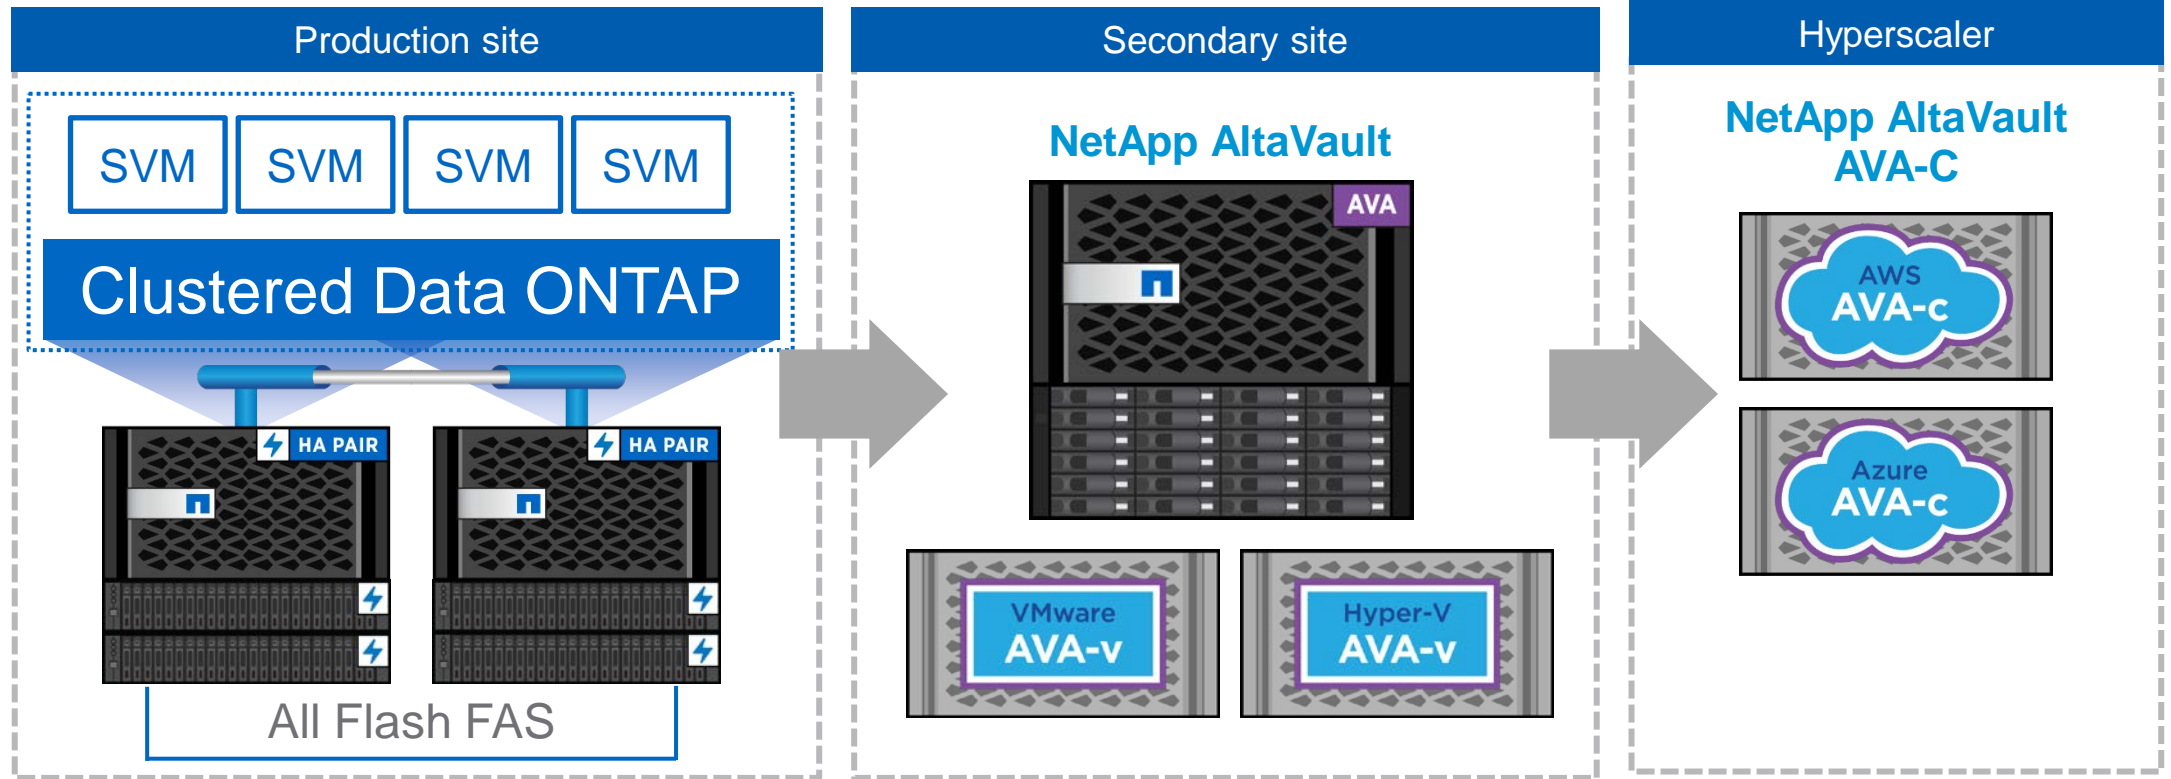 Production site
SVM
SVM
SVM
SVM
Clustered Data ONTAP
HA PAIR
HA PAIR
All Flash FAS
Secondary site
NetApp AltaVault
AVA
VMware
AVA-v
Hyper-V
AVA-v
Hyperscaler
NetApp AltaVault
AVA-C
AWS
AVA-c
Azure
AVA-c